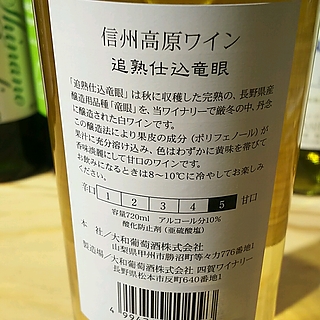 信州高原ワイン
追熟仕込竜眼
「追熟仕込竜眼」は秋に収穫した完熟の、長野県産
醸造用品種「竜眼」を、当ワイナリーで厳冬の中、丹念
に醸造された白ワインです。
この醸造法により果皮の成分（ポリフェノール）が
果汁に充分溶け込み、色はわずかに黄味を帯びて
香味濃麗にして甘口のワインです。
お飲みになるときは8～10℃に冷やしてお楽しみ
ください。
辛口 1 2 3 4 5 甘口
容量720ml アルコール分10%
酸化防止剤（亜硫酸塩）
本社／大和葡萄酒株式会社
山梨県甲州市勝沼町等々力776番地1
製造場／大和葡萄酒株式会社 四賀ワイナリー
長野県松本市反町640番地1